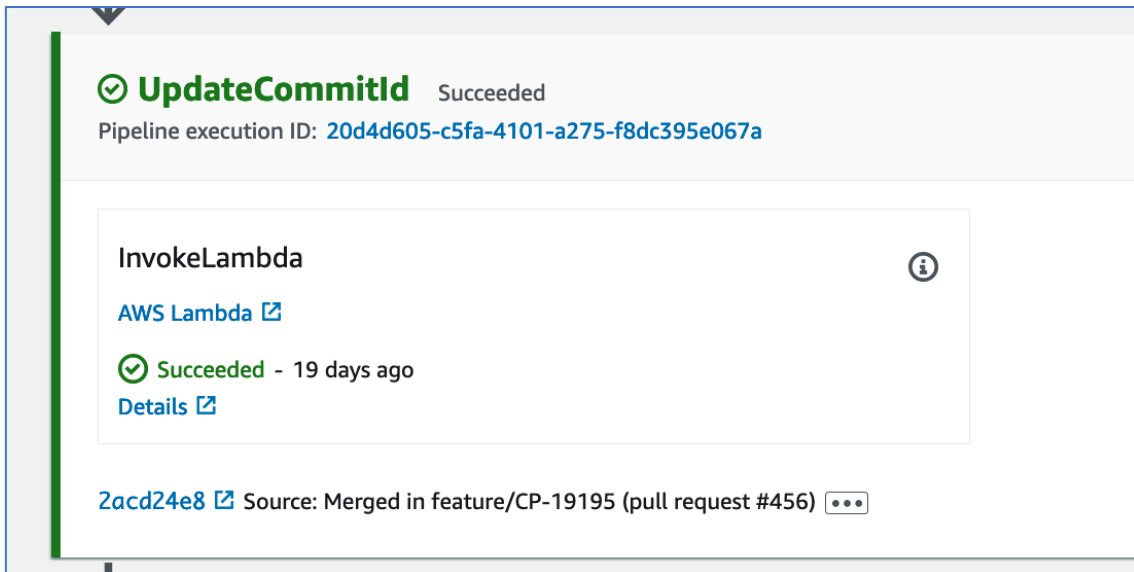 UpdateCommitId Succeeded
Pipeline execution ID: 20d4d605-c5fa-4101-a275-f8dc395e067a
InvokeLambda
AWS Lambda
Succeeded - 19 days ago
Details
2acd24e8 Source: Merged in feature/CP-19195 (pull request #456)